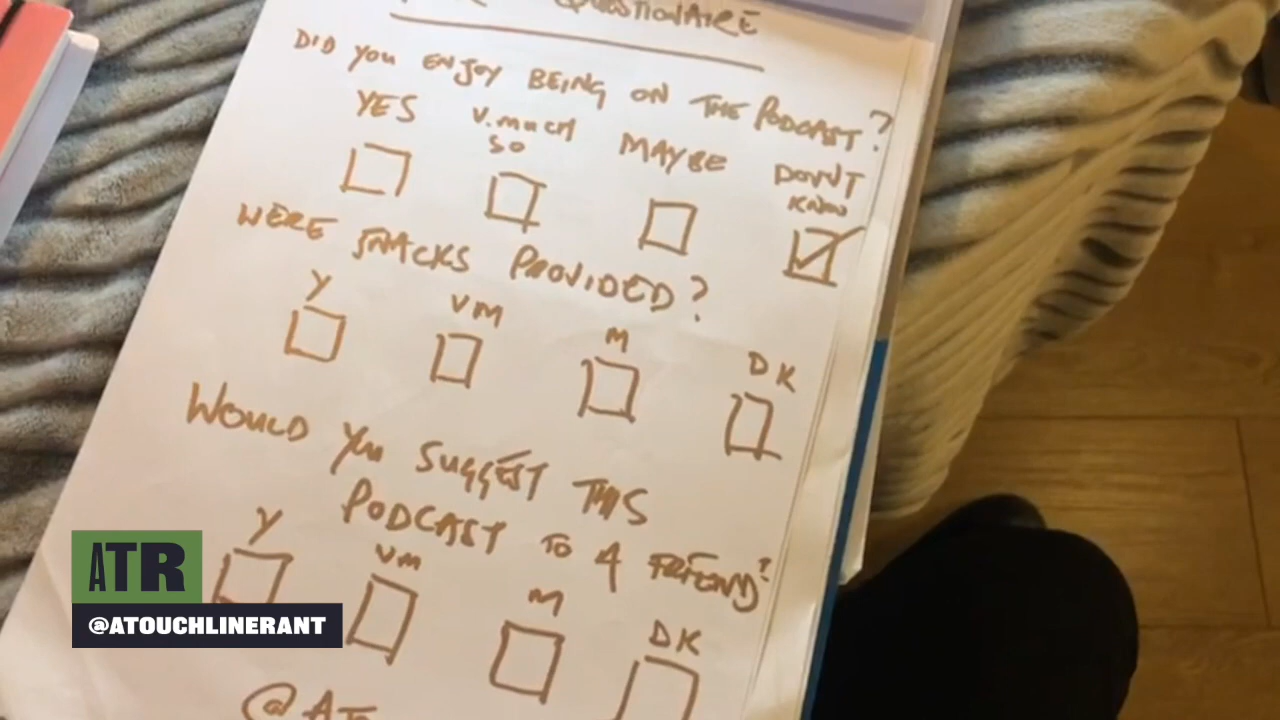 QUESTIONAIRE
DID YOU ENJOY BEING ON THE PODCAST?
YES V.MUCH SO MAYBE DON'T KNOW
WERE SNACKS PROVIDED?
Y VM M DK
WOULD YOU SUGGEST THIS
PODCAST TO A FRIEND?
Y VM M DK
ATR
@ATOUCHLINERANT